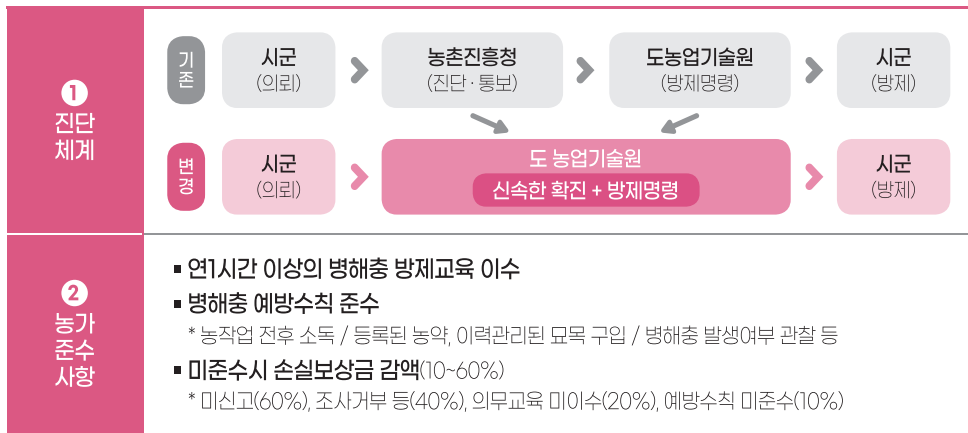 1
진단
체계
기존
시군
(의뢰)
농촌진흥청
(진단·통보)
도농업기술원
(방제명령)
시군
(방제)
변경
시군
(의뢰)
도 농업기술원
신속한 확진 + 방제명령
시군
(방제)
2
농가
준수
사항
▪ 연1시간 이상의 병해충 방제교육 이수
▪ 병해충 예방수칙 준수
* 농작업 전후 소독 / 등록된 농약, 이력관리된 묘목 구입 / 병해충 발생여부 관찰 등
▪ 미준수시 손실보상금 감액(10~60%)
* 미신고(60%), 조사거부 등(40%), 의무교육 미이수(20%), 예방수칙 미준수(10%)